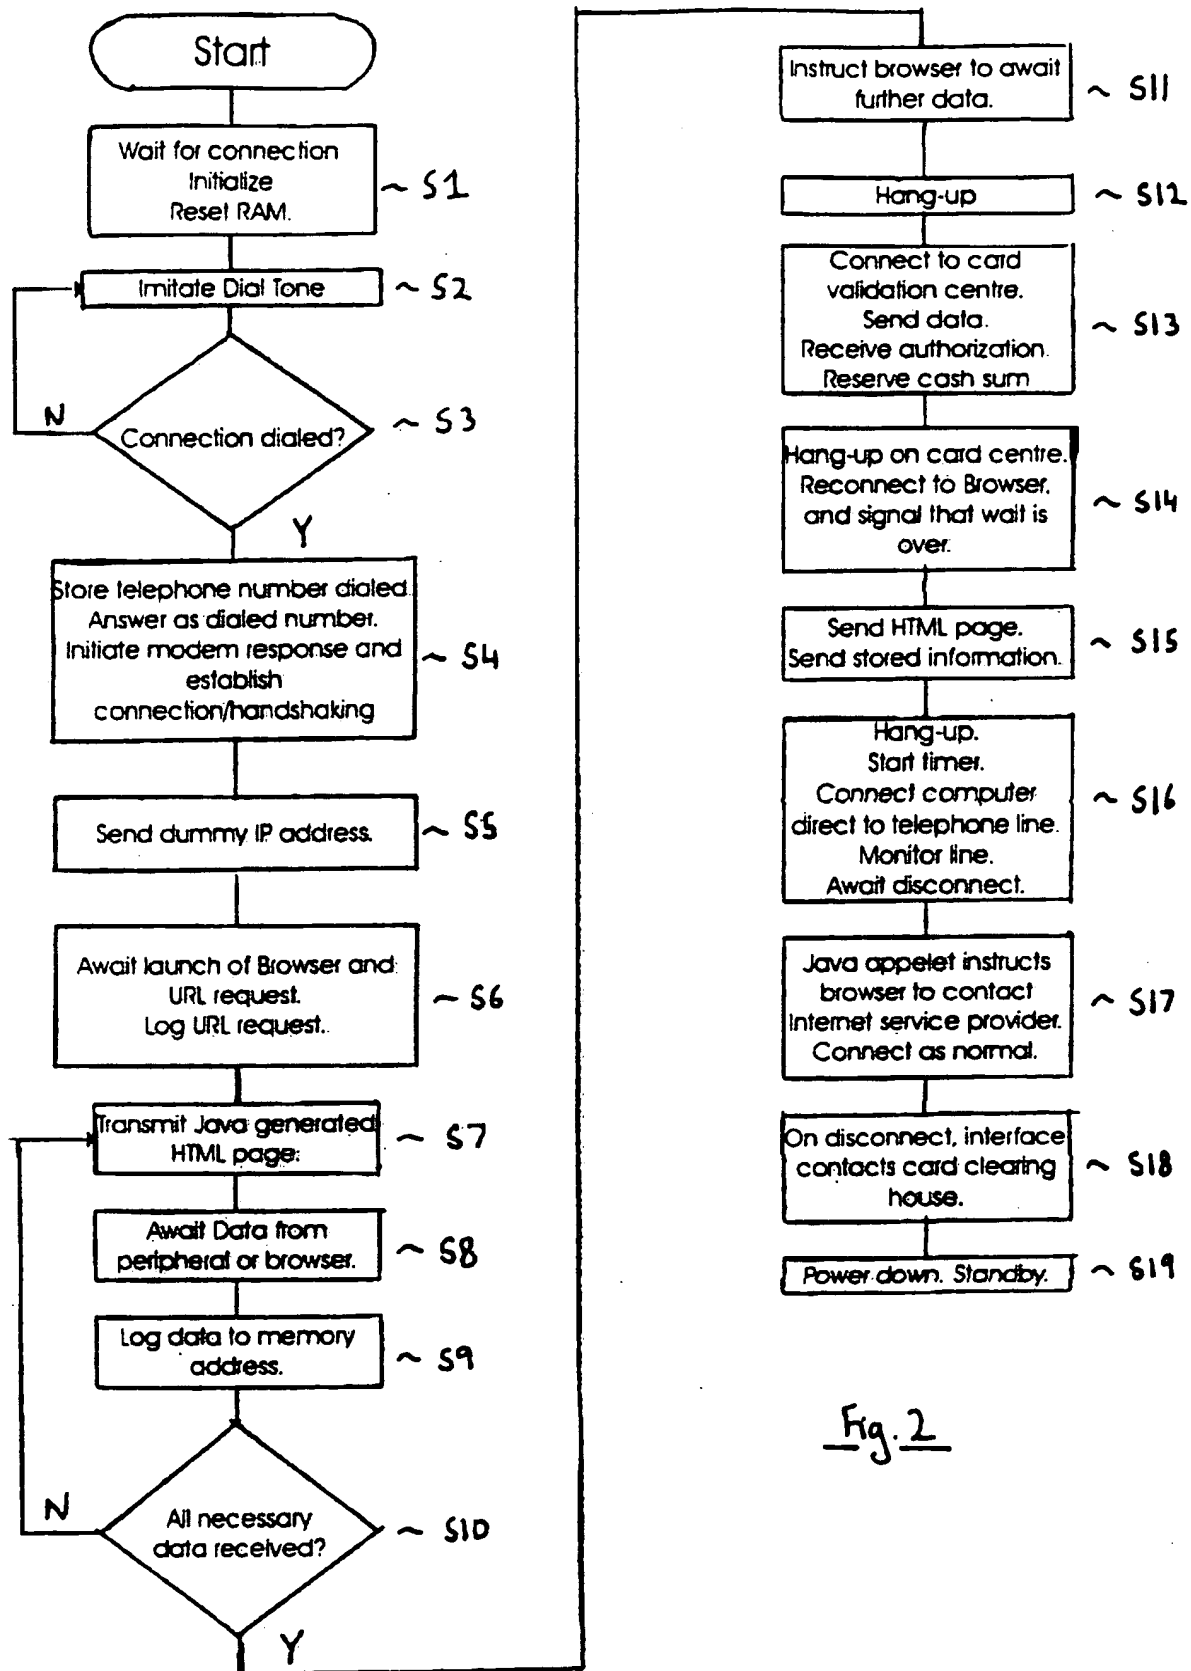 Start
Wait for connection
Initialize
Reset RAM.
~ S1
Imitate Dial Tone
~ S2
N
Connection dialed?
~ S3
Y
Store telephone number dialed
Answer as dialed number.
Initiate modem response and
establish
connection/handshaking
~ S4
Send dummy IP address.
~ S5
Await launch of Browser and
URL request.
Log URL request.
~ S6
Transmit Java generated
HTML page.
~ S7
Await Data from
peripheral or browser.
~ S8
Log data to memory
address.
~ S9
N
All necessary
data received?
~ S10
Y
Instruct browser to await
further data.
~ S11
Hang-up
~ S12
Connect to card
validation centre.
Send data.
Receive authorization.
Reserve cash sum
~ S13
Hang-up on card centre.
Reconnect to Browser,
and signal that wait is
over.
~ S14
Send HTML page.
Send stored information.
~ S15
Hang-up.
Start timer.
Connect computer
direct to telephone line.
Monitor line.
Await disconnect.
~ S16
Java appelet instructs
browser to contact
Internet service provider.
Connect as normal.
~ S17
On disconnect, interface
contacts card clearing
house.
~ S18
Power down. Standby.
~ S19
Fig. 2